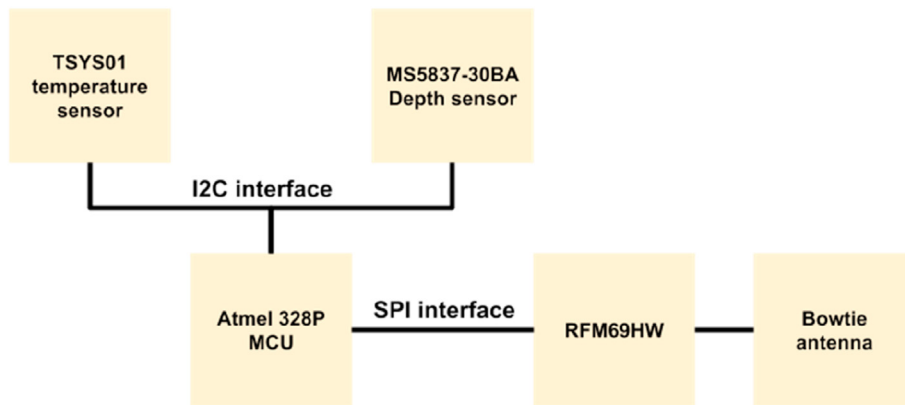 TSYS01
temperature
sensor
MS5837-30BA
Depth sensor
I2C interface
Atmel 328P
MCU
SPI interface
RFM69HW
Bowtie
antenna